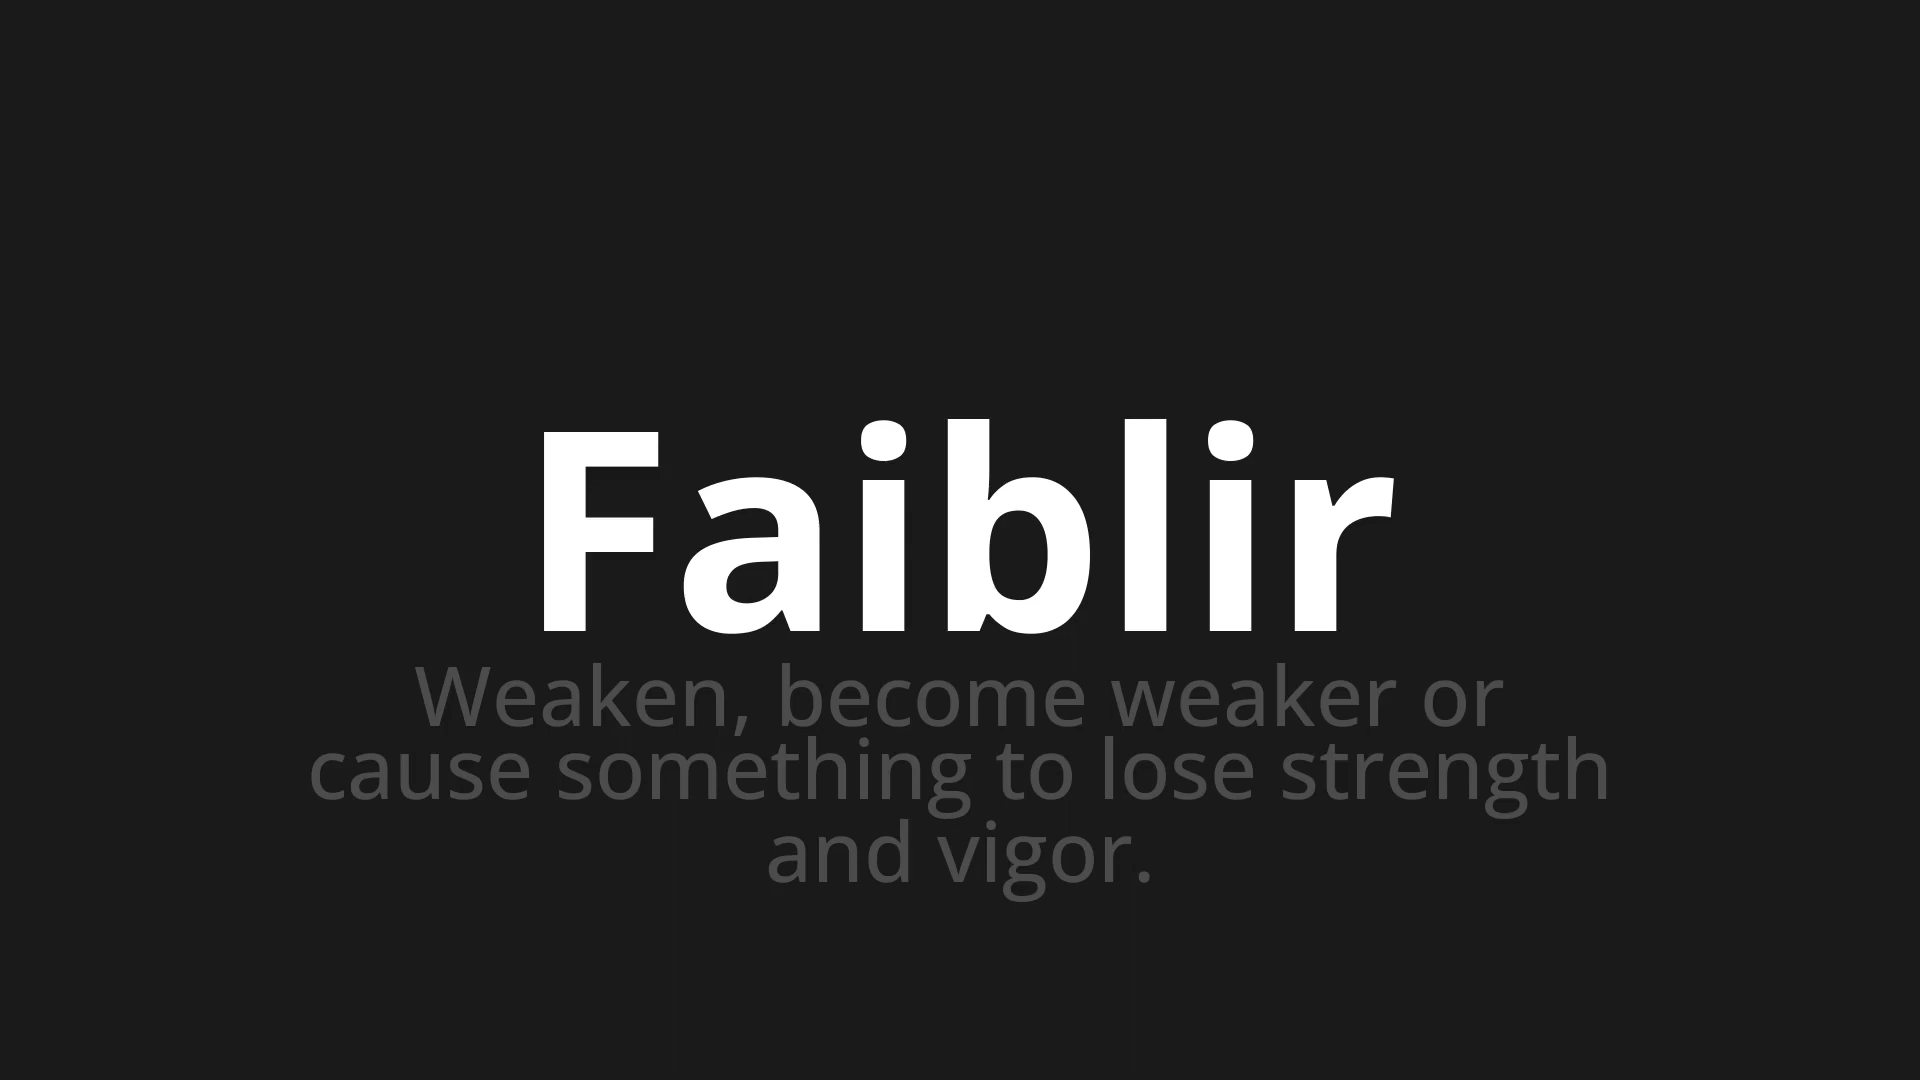 Faiblir
Weaken, become weaker or
cause something to lose strength
and vigor.